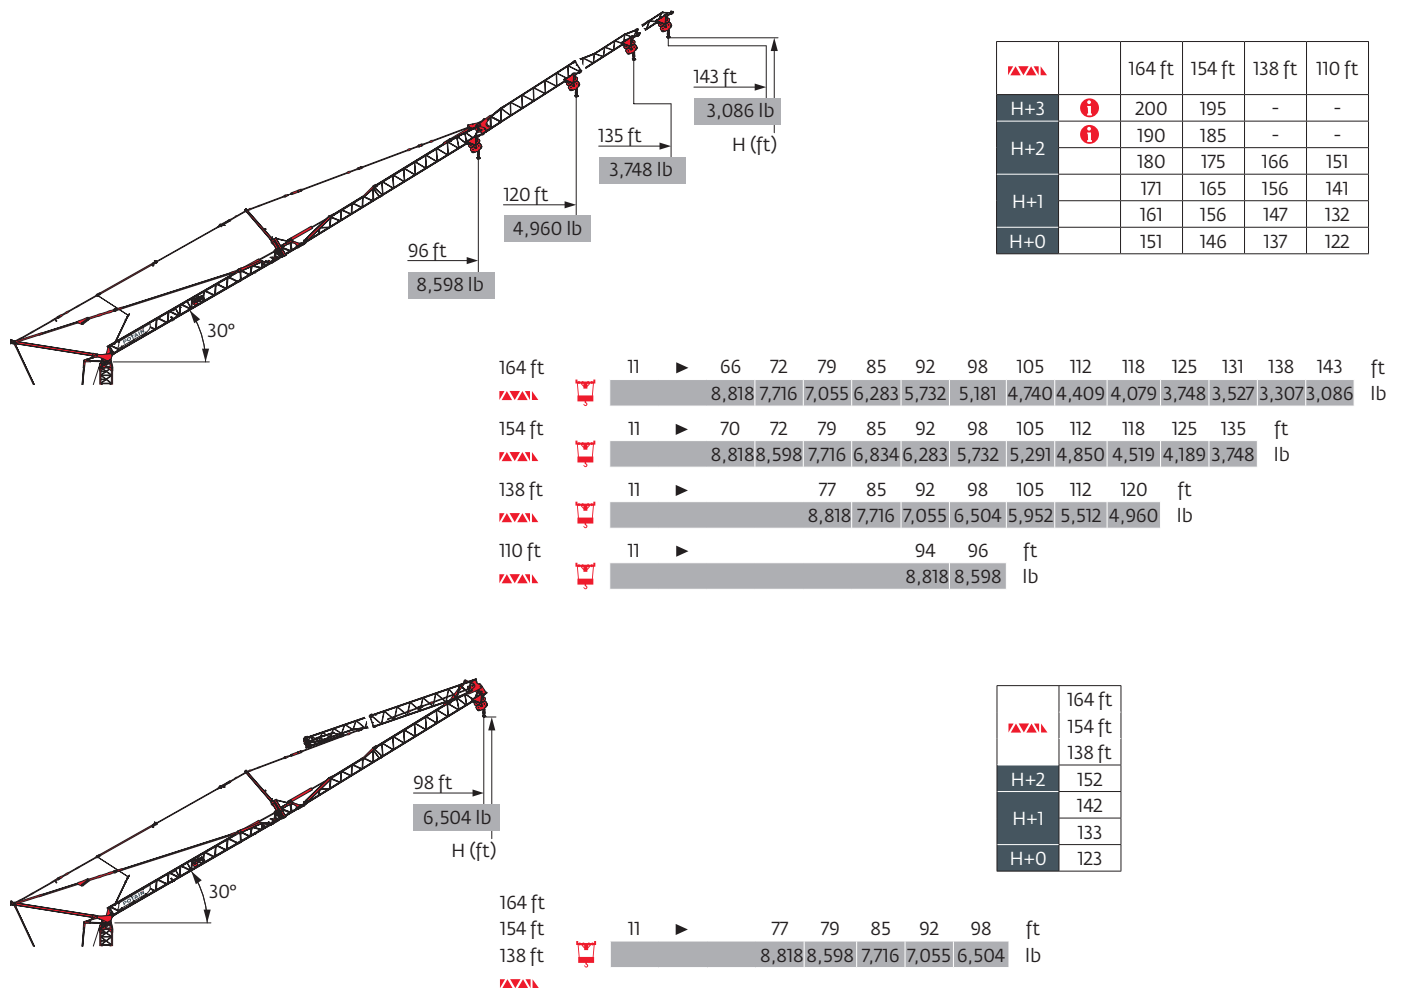 143 ft
3,086 lb
H (ft)
135 ft
3,748 lb
120 ft
4,960 lb
96 ft
8,598 lb
30°
POTAIN
164 ft 154 ft 138 ft 110 ft
H+3 i 200 195 - -
H+2 i 190 185 - -
180 175 166 151
H+1 171 165 156 141
161 156 147 132
H+0 151 146 137 122
164 ft 11 ► 66 72 79 85 92 98 105 112 118 125 131 138 143 ft
8,818 7,716 7,055 6,283 5,732 5,181 4,740 4,409 4,079 3,748 3,527 3,307 3,086 lb
154 ft 11 ► 70 72 79 85 92 98 105 112 118 125 135 ft
8,818 8,598 7,716 6,834 6,283 5,732 5,291 4,850 4,519 4,189 3,748 lb
138 ft 11 ► 77 85 92 98 105 112 120 ft
8,818 7,716 7,055 6,504 5,952 5,512 4,960 lb
110 ft 11 ► 94 96 ft
8,818 8,598 lb
98 ft
6,504 lb
H (ft)
30°
POTAIN
164 ft
154 ft
138 ft
H+2 152
H+1 142
133
H+0 123
164 ft
154 ft 11 ► 77 79 85 92 98 ft
138 ft 8,818 8,598 7,716 7,055 6,504 lb